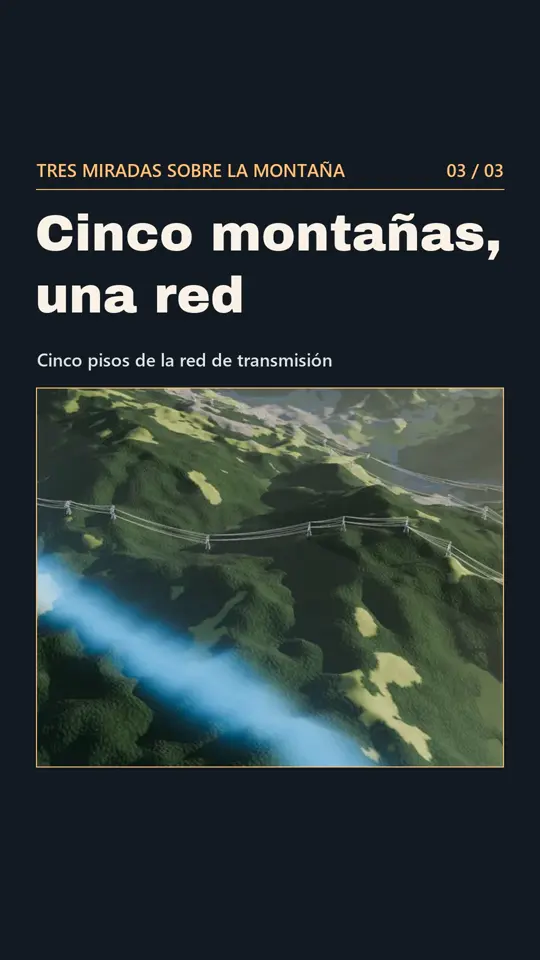 TRES MIRADAS SOBRE LA MONTAÑA 03 / 03
Cinco montañas,
una red
Cinco pisos de la red de transmisión